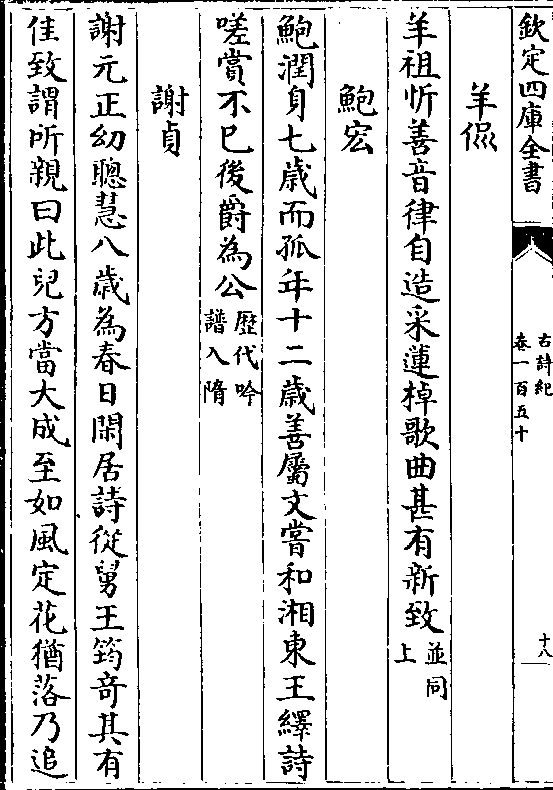 欽定四庫全書
古詩紀
卷一百五十
十八
羊侃
羊祖忻善音律自造采蓮棹歌曲甚有新致並同上
鮑宏
鮑潤身七歲而孤年十二歲善屬文嘗和湘東王繹詩
嗟賞不已後爵為公歷代吟譜入隋
謝貞
謝元正幼聰慧八歲為春日閑居詩從舅王筠奇其有
佳致謂所親曰此兒方當大成至如風定花猶落乃追